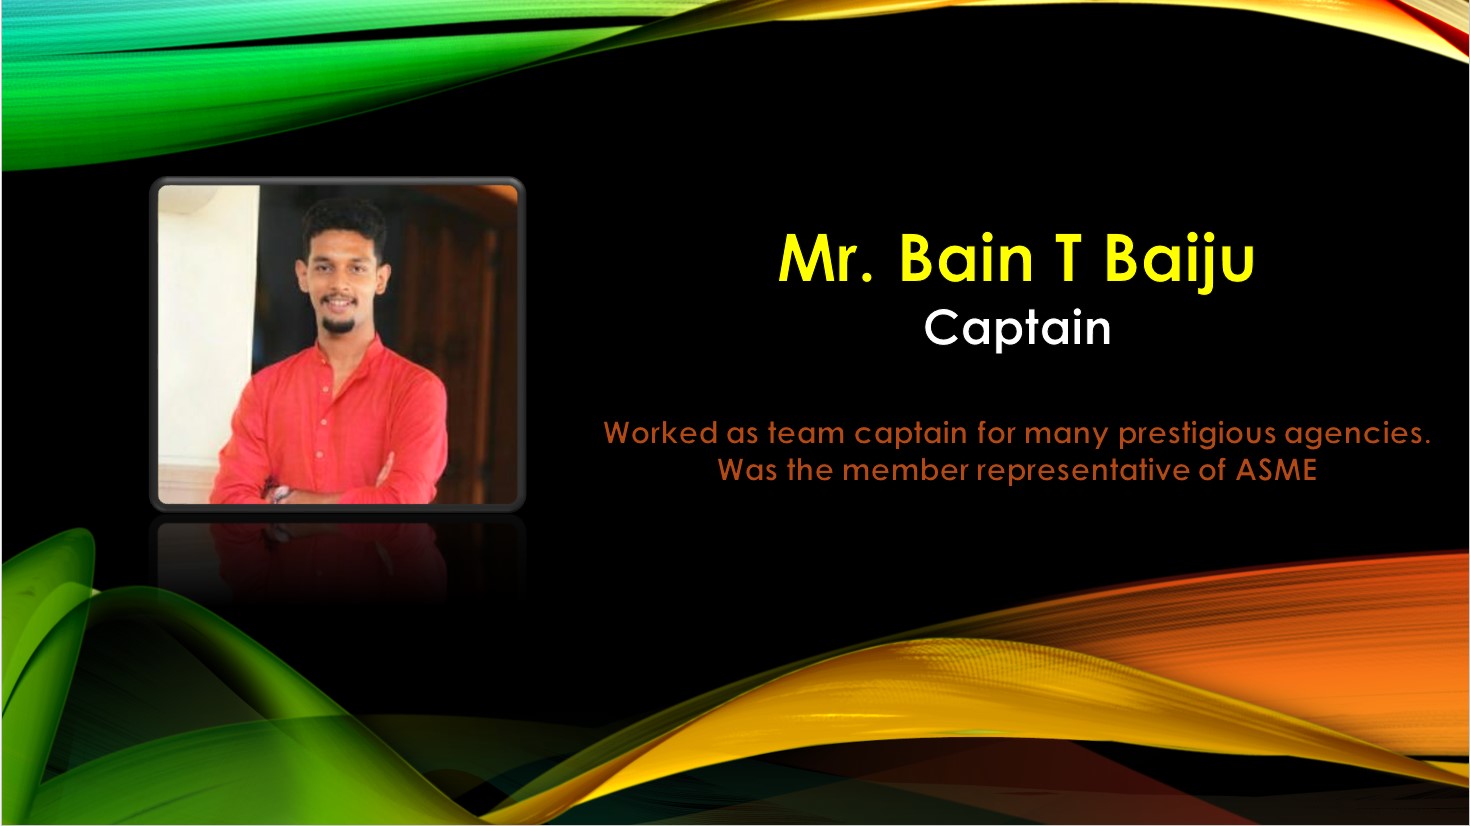 Mr. Bain T Baiju
Captain
Worked as team captain for many prestigious agencies.
Was the member representative of ASME